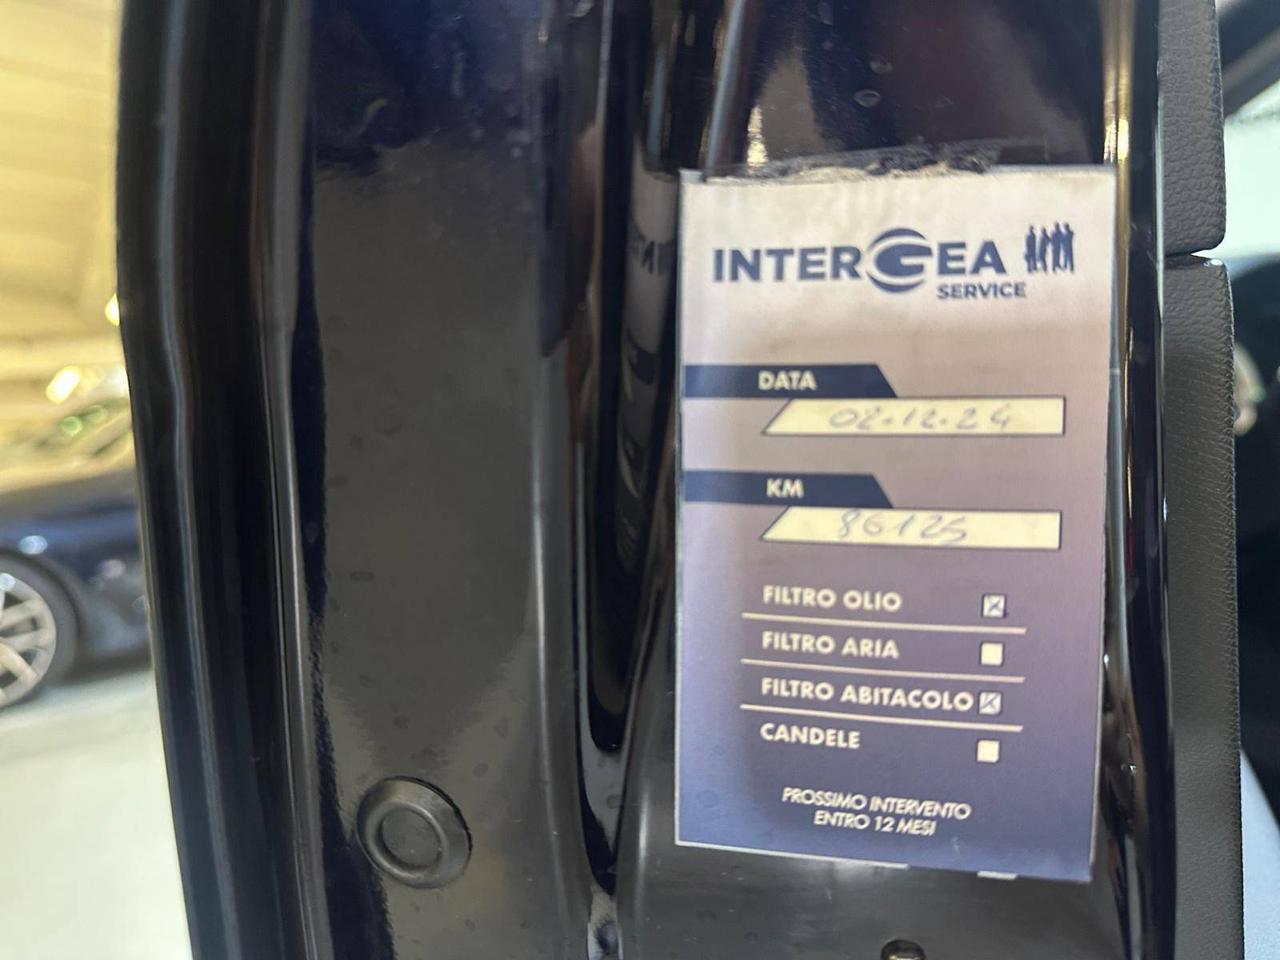 INTERGEA
SERVICE
DATA
02.12.24
KM
86125
FILTRO OLIO
FILTRO ARIA
FILTRO ABITACOLO
CANDELE
PROSSIMO INTERVENTO
ENTRO 12 MESI